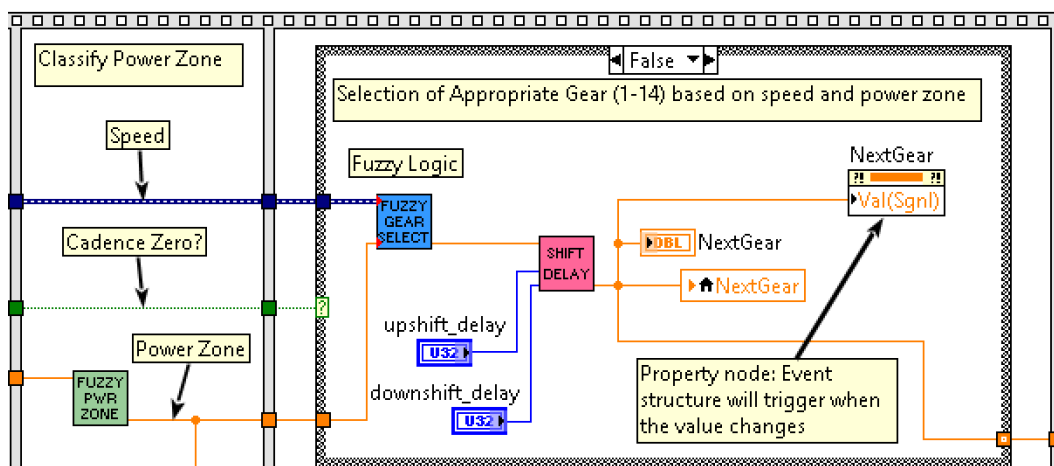 Classify Power Zone
Speed
Cadence Zero?
Power Zone
FUZZY
PWR
ZONE
False
Selection of Appropriate Gear (1-14) based on speed and power zone
Fuzzy Logic
FUZZY
GEAR
SELECT
SHIFT
DELAY
upshift_delay
U32
downshift_delay
U32
NextGear
?! ?!
Val(Sgnl)
DBL NextGear
NextGear
?
Property node: Event
structure will trigger when
the value changes